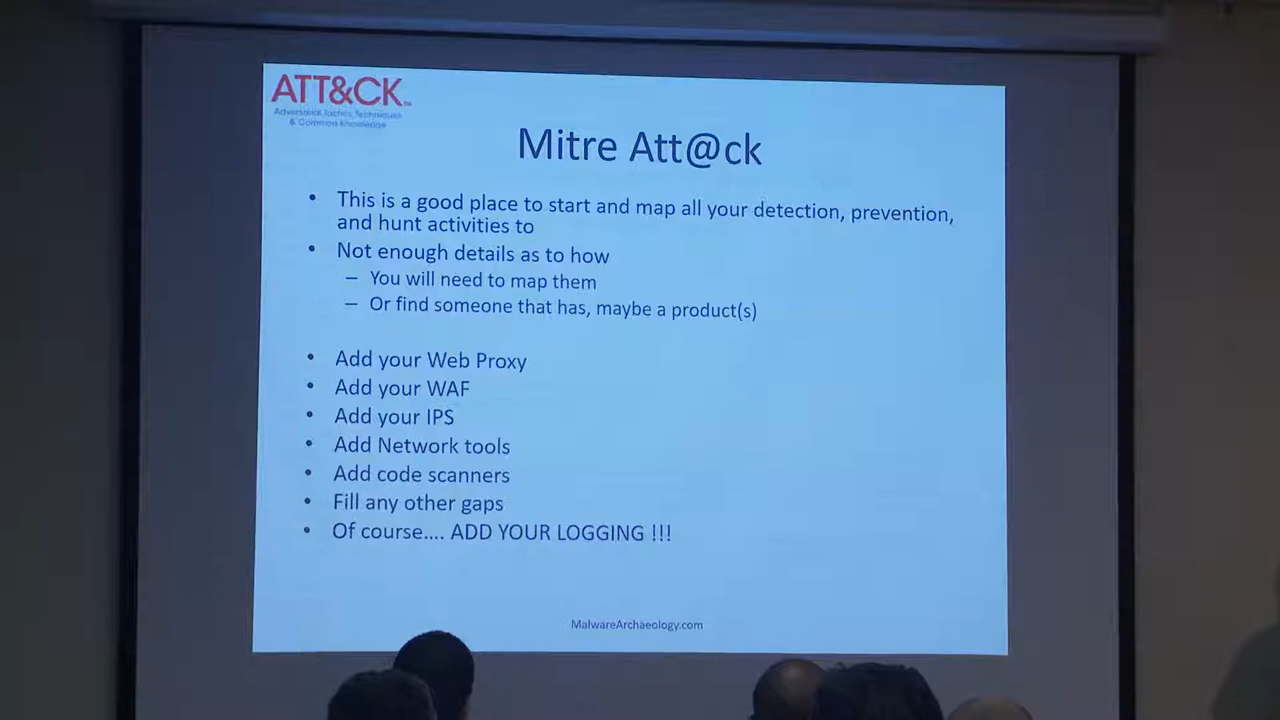 ATT&CK™
Adversarial Tactics, Techniques
& Common Knowledge
Mitre Att@ck
• This is a good place to start and map all your detection, prevention,
and hunt activities to
• Not enough details as to how
– You will need to map them
– Or find someone that has, maybe a product(s)
• Add your Web Proxy
• Add your WAF
• Add your IPS
• Add Network tools
• Add code scanners
• Fill any other gaps
• Of course.... ADD YOUR LOGGING !!!
MalwareArchaeology.com